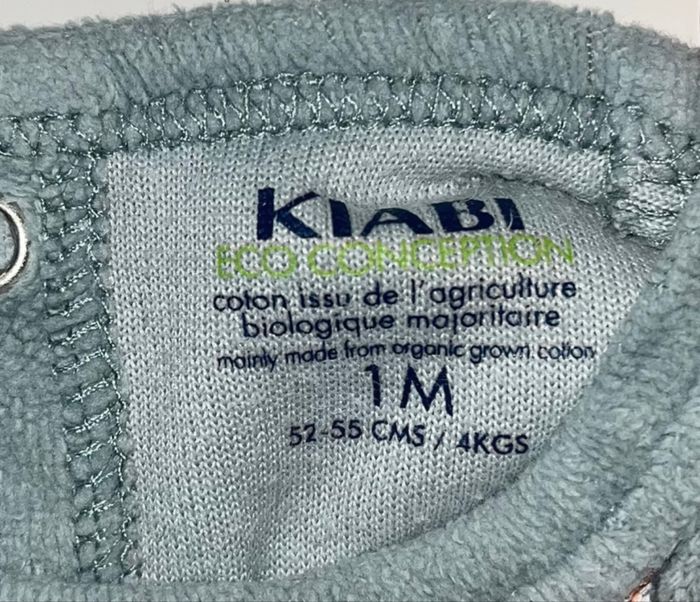 KIABI
ECO CONCEPTION
coton issu de l'agriculture
biologique majoritaire
mainly made from organic grown cotton
1M
52-55 CMS / 4KGS